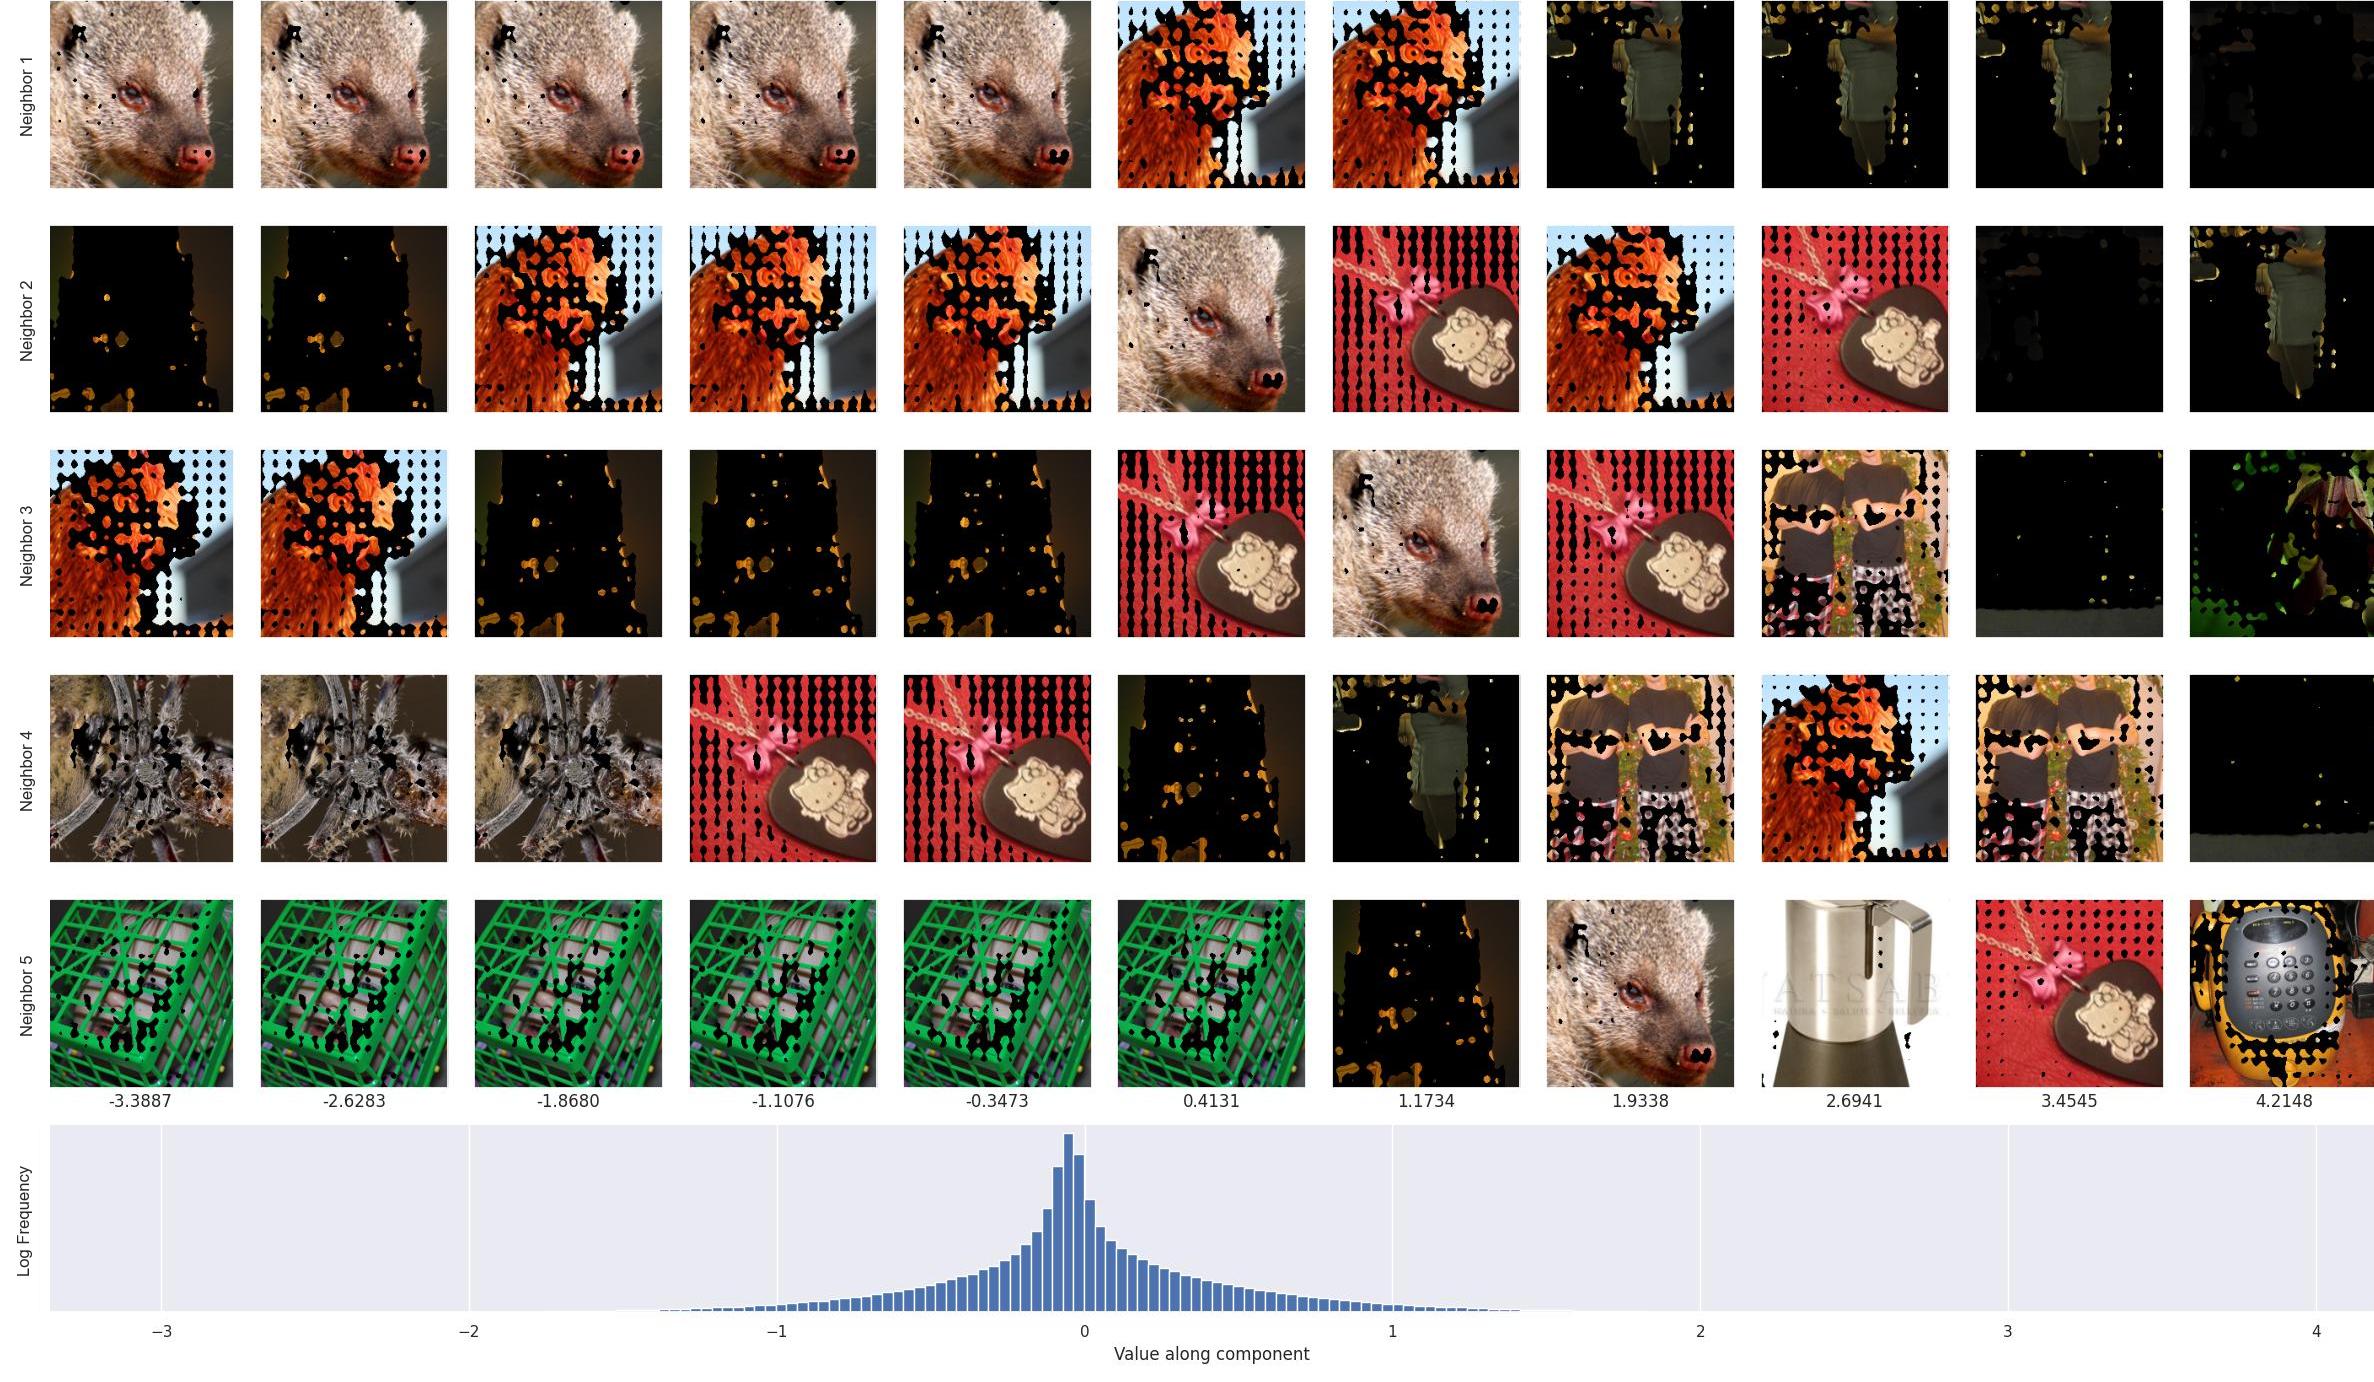 Neighbor 1
Neighbor 2
Neighbor 3
Neighbor 4
Neighbor 5
ATSAB
-3.3887 -2.6283 -1.8680 -1.1076 -0.3473 0.4131 1.1734 1.9338 2.6941 3.4545 4.2148
Log Frequency
−3 −2 −1 0 1 2 3 4
Value along component